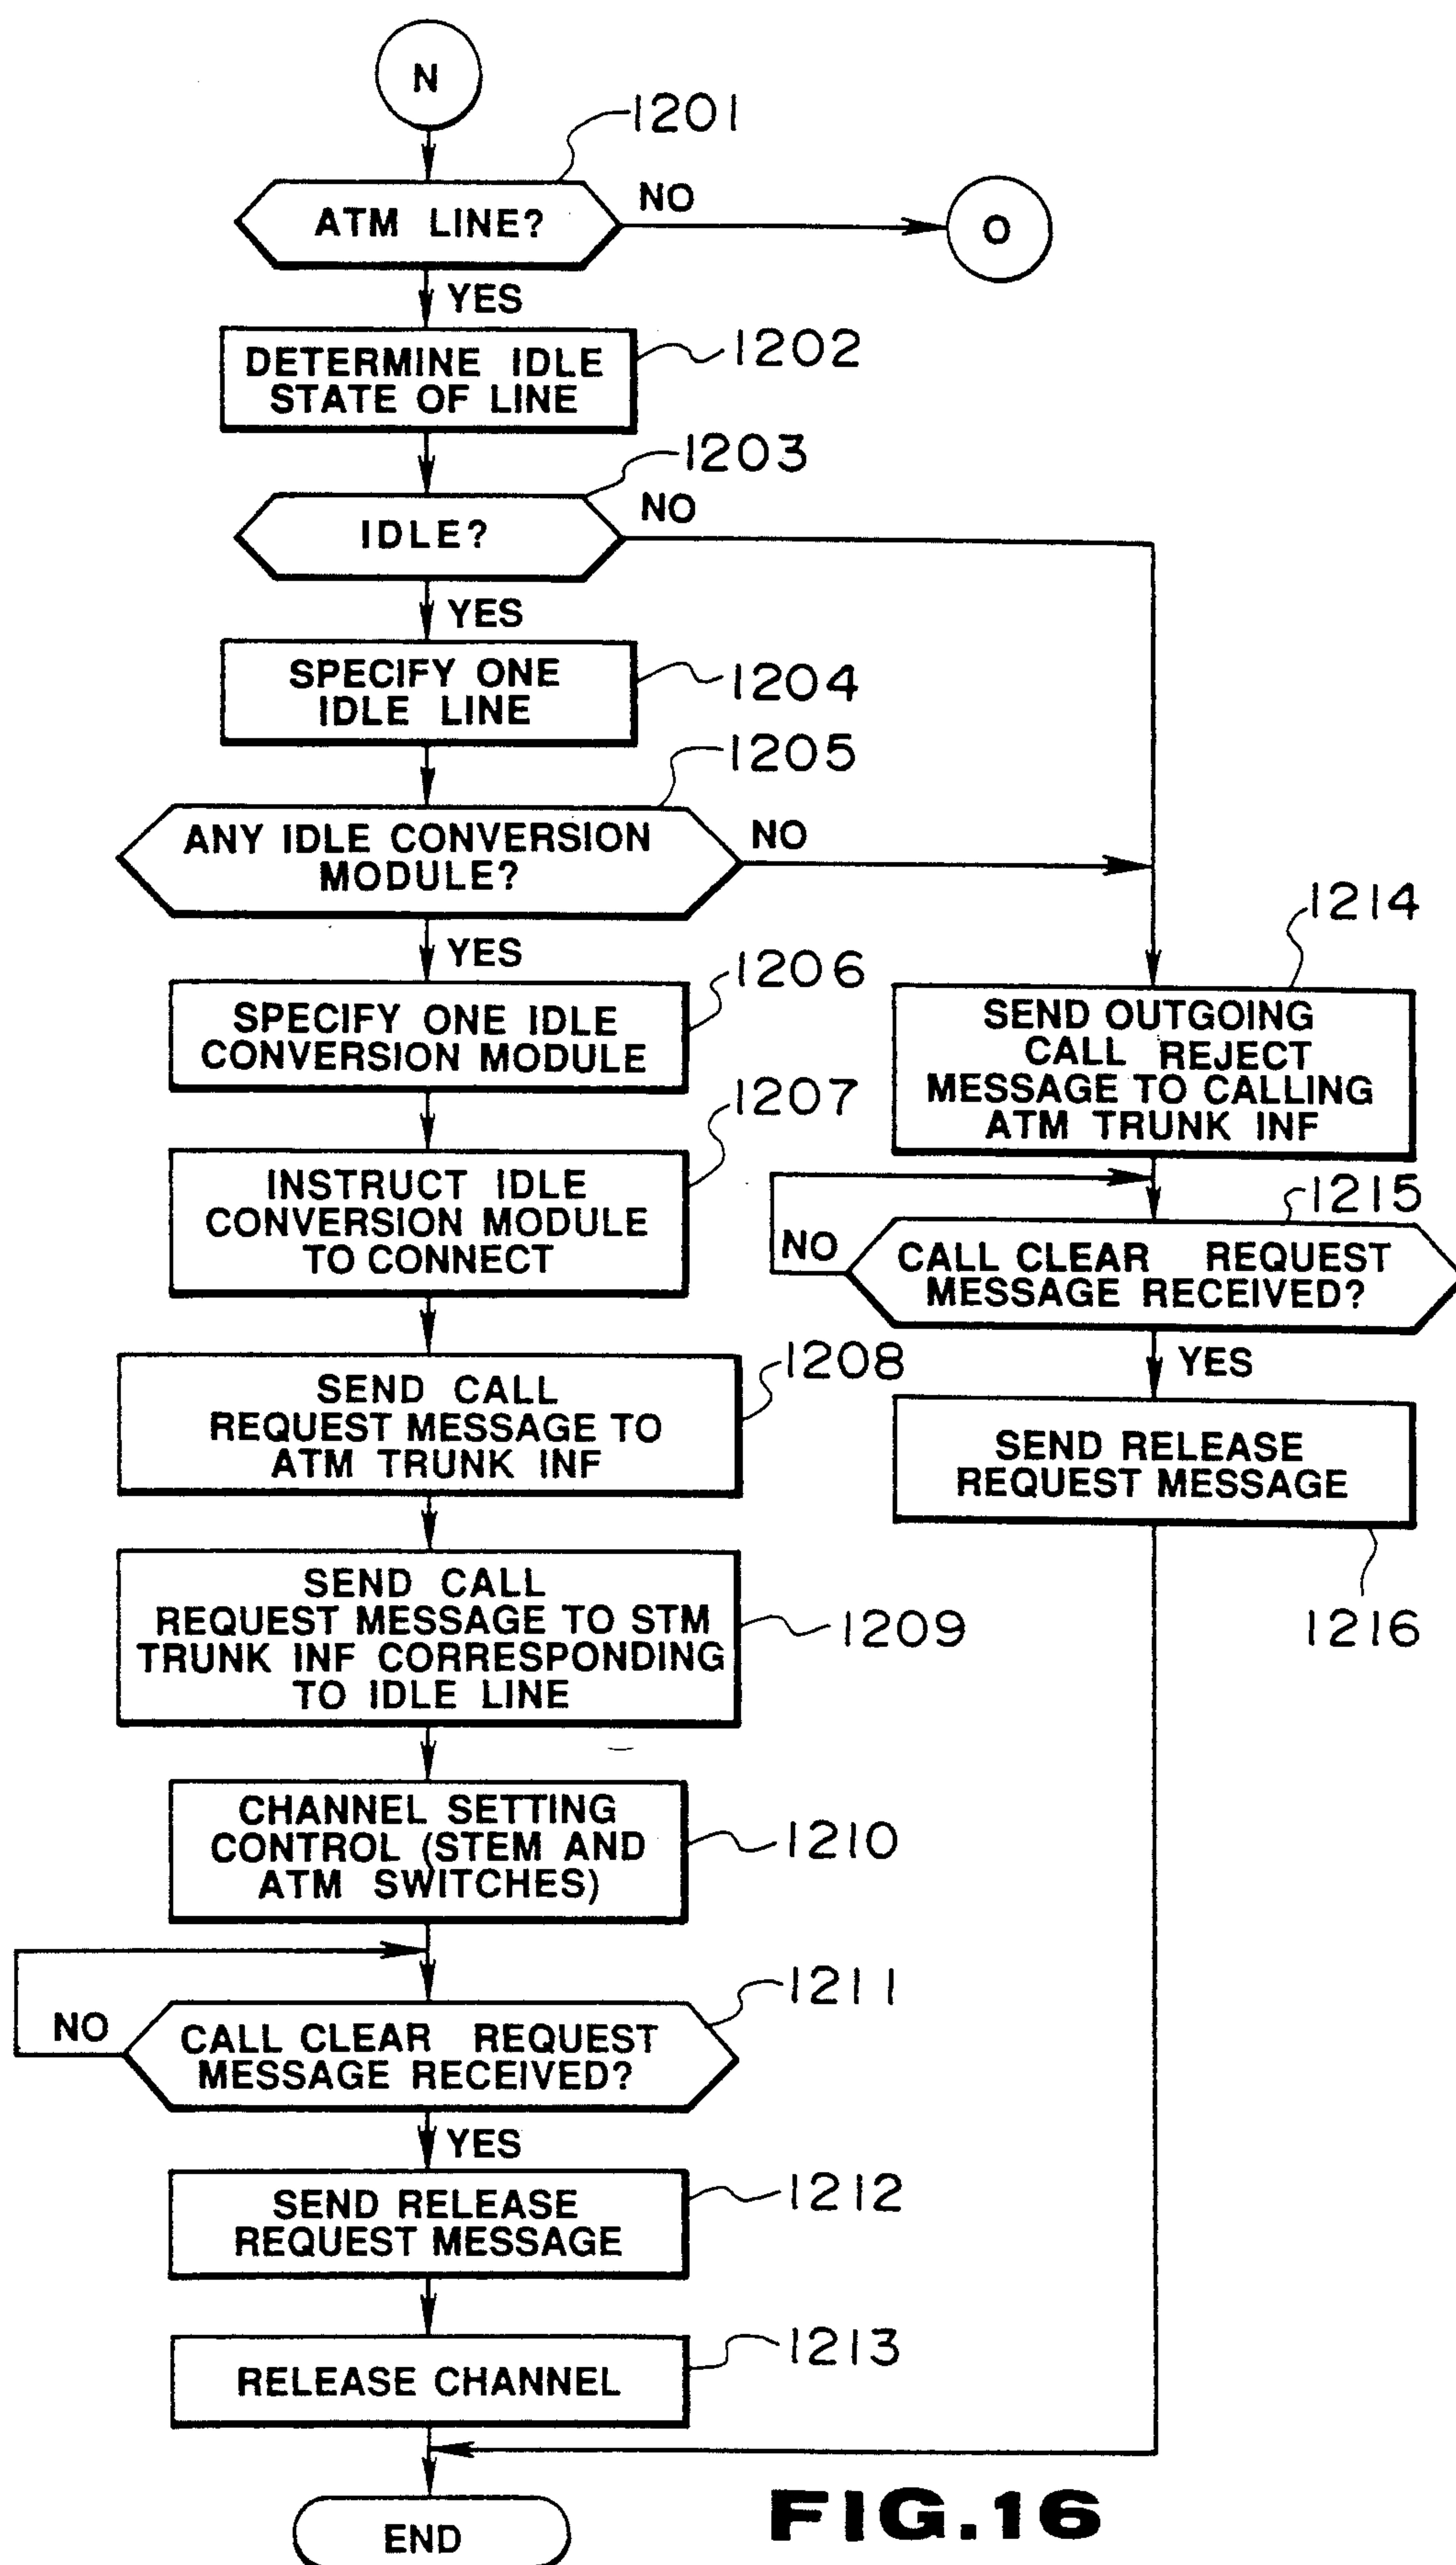 N
1201
ATM LINE?
NO
O
YES
DETERMINE IDLE
STATE OF LINE
1202
1203
IDLE?
NO
YES
SPECIFY ONE
IDLE LINE
1204
1205
ANY IDLE CONVERSION
MODULE?
NO
YES
1206
SPECIFY ONE IDLE
CONVERSION MODULE
1207
INSTRUCT IDLE
CONVERSION MODULE
TO CONNECT
1208
SEND CALL
REQUEST MESSAGE TO
ATM TRUNK INF
SEND CALL
REQUEST MESSAGE TO STM
TRUNK INF CORRESPONDING
TO IDLE LINE
1209
CHANNEL SETTING
CONTROL (STEM AND
ATM SWITCHES)
1210
1211
NO
CALL CLEAR REQUEST
MESSAGE RECEIVED?
YES
SEND RELEASE
REQUEST MESSAGE
1212
RELEASE CHANNEL
1213
END
1214
SEND OUTGOING
CALL REJECT
MESSAGE TO CALLING
ATM TRUNK INF
1215
NO
CALL CLEAR REQUEST
MESSAGE RECEIVED?
YES
SEND RELEASE
REQUEST MESSAGE
1216
FIG.16